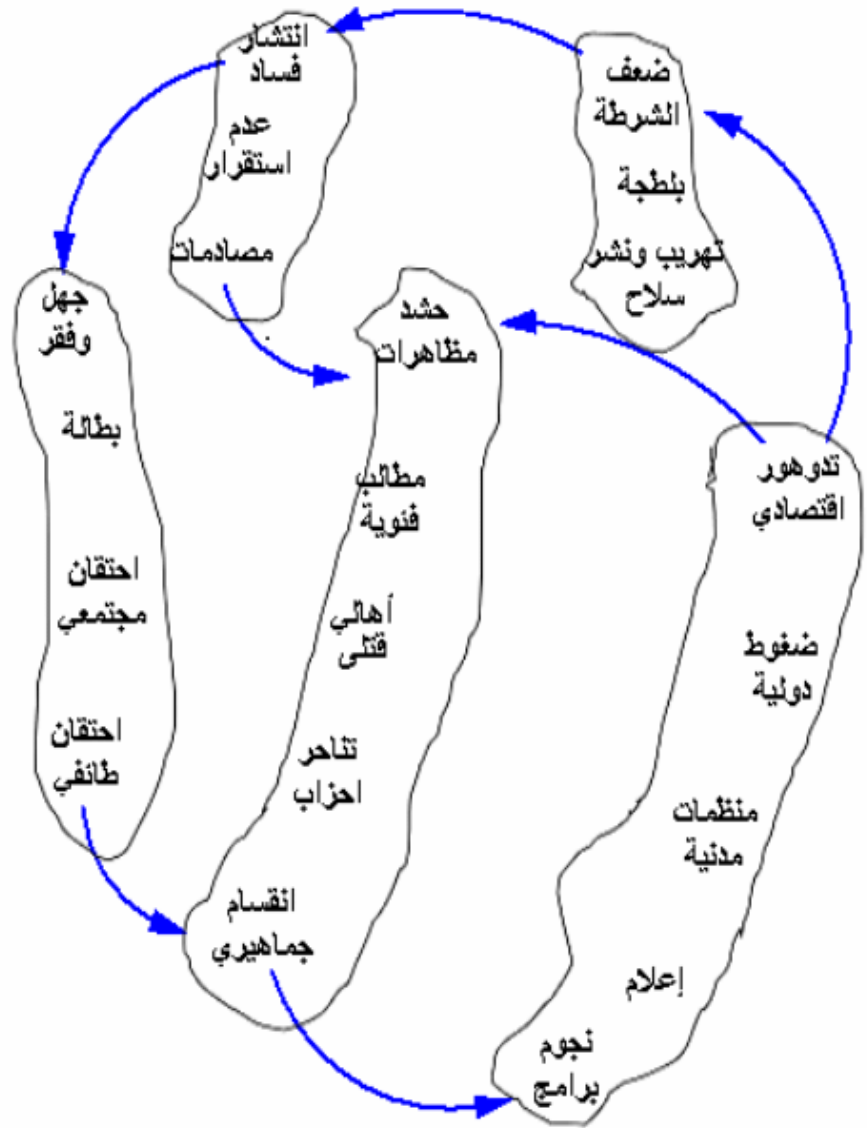 ضعف
الشرطة
بلطجة
تهريب ونشر
سلاح
انتشار
فساد
عدم
استقرار
مصادمات
جهل
وفقر
بطالة
احتقان
مجتمعي
احتقان
طائفي
حشد
مظاهرات
مطالب
فئوية
أهالي
قتلى
تناحر
احزاب
انقسام
جماهيري
تدوهور
اقتصادي
ضغوط
دولية
منظمات
مدنية
إعلام
نجوم
برامج